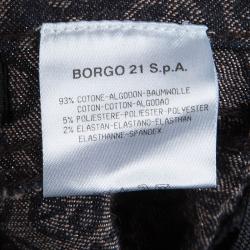 BORGO 21 S.p.A.
93% COTONE-ALGODON-BAUMWOLLE
COTON-COTTON-ALGODAO
5% POLIESTERE-POLIESTER-POLYESTER
2% ELASTAN-ELASTANO-ELASTHAN
ELASTHANNE-SPANDEX